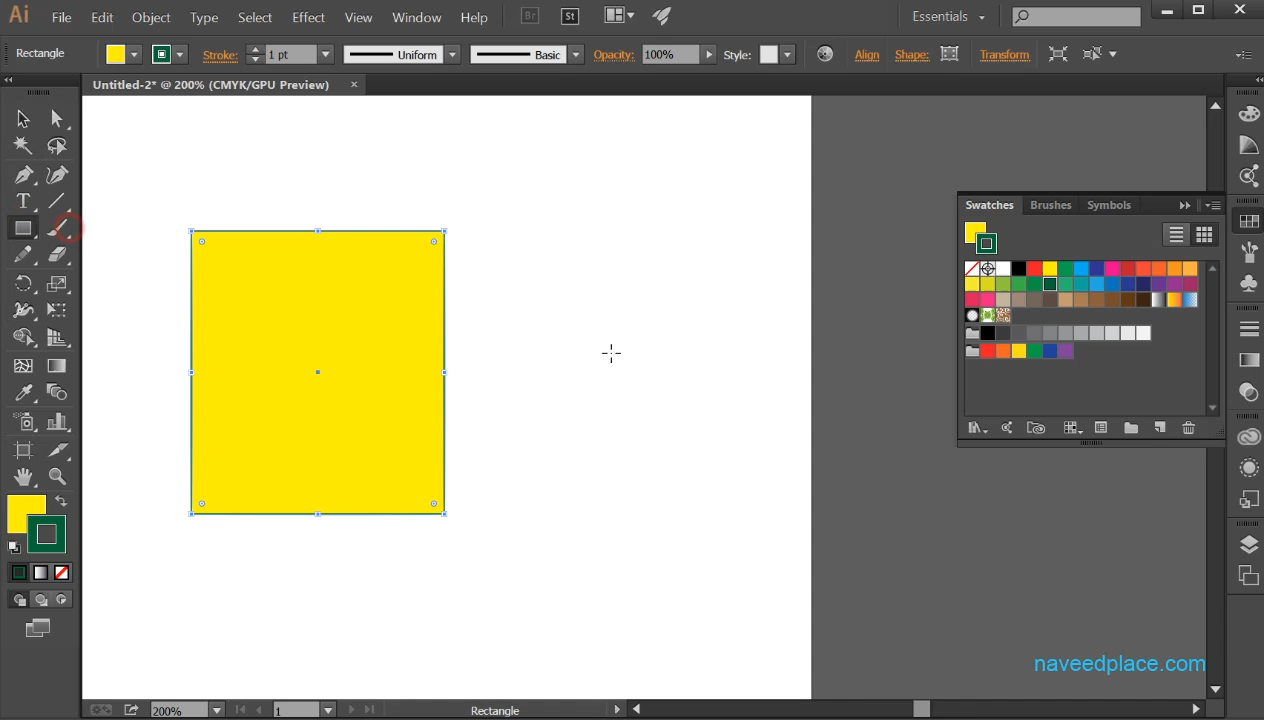 Ai File Edit Object Type Select Effect View Window Help Br St Essentials
Rectangle Stroke: 1 pt Uniform Basic Opacity: 100% Style: Align Shape: Transform
Untitled-2* @ 200% (CMYK/GPU Preview) ×
T
Swatches Brushes Symbols
naveedplace.com
200% 1 Rectangle